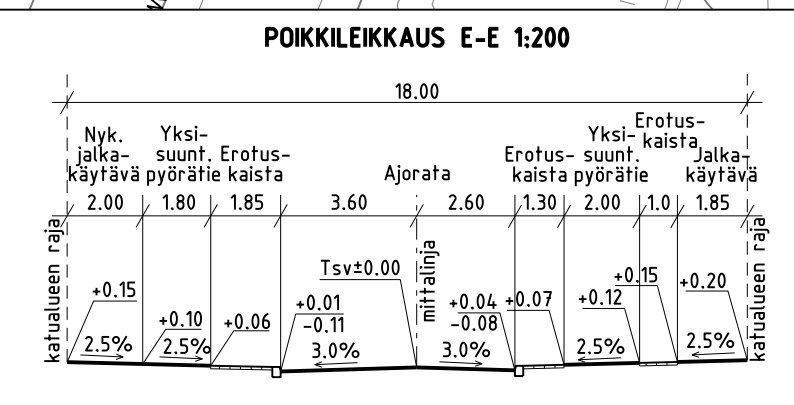 POIKKILEIKKAUS E-E 1:200
18.00
Nyk.
jalka-
käytävä
Yksi-
suunt.
pyörätie
Erotus-
kaista
Ajorata
Erotus-
kaista
Yksi-
suunt.
pyörätie
Erotus-
kaista
Jalka-
käytävä
2.00 1.80 1.85 3.60 2.60 1.30 2.00 1.0 1.85
katualueen raja
mittalinja
katualueen raja
Tsv±0.00
+0.15
+0.10
+0.06
+0.01
-0.11
+0.04
-0.08
+0.07
+0.12
+0.15
+0.20
2.5% 2.5% 3.0% 3.0% 2.5% 2.5%